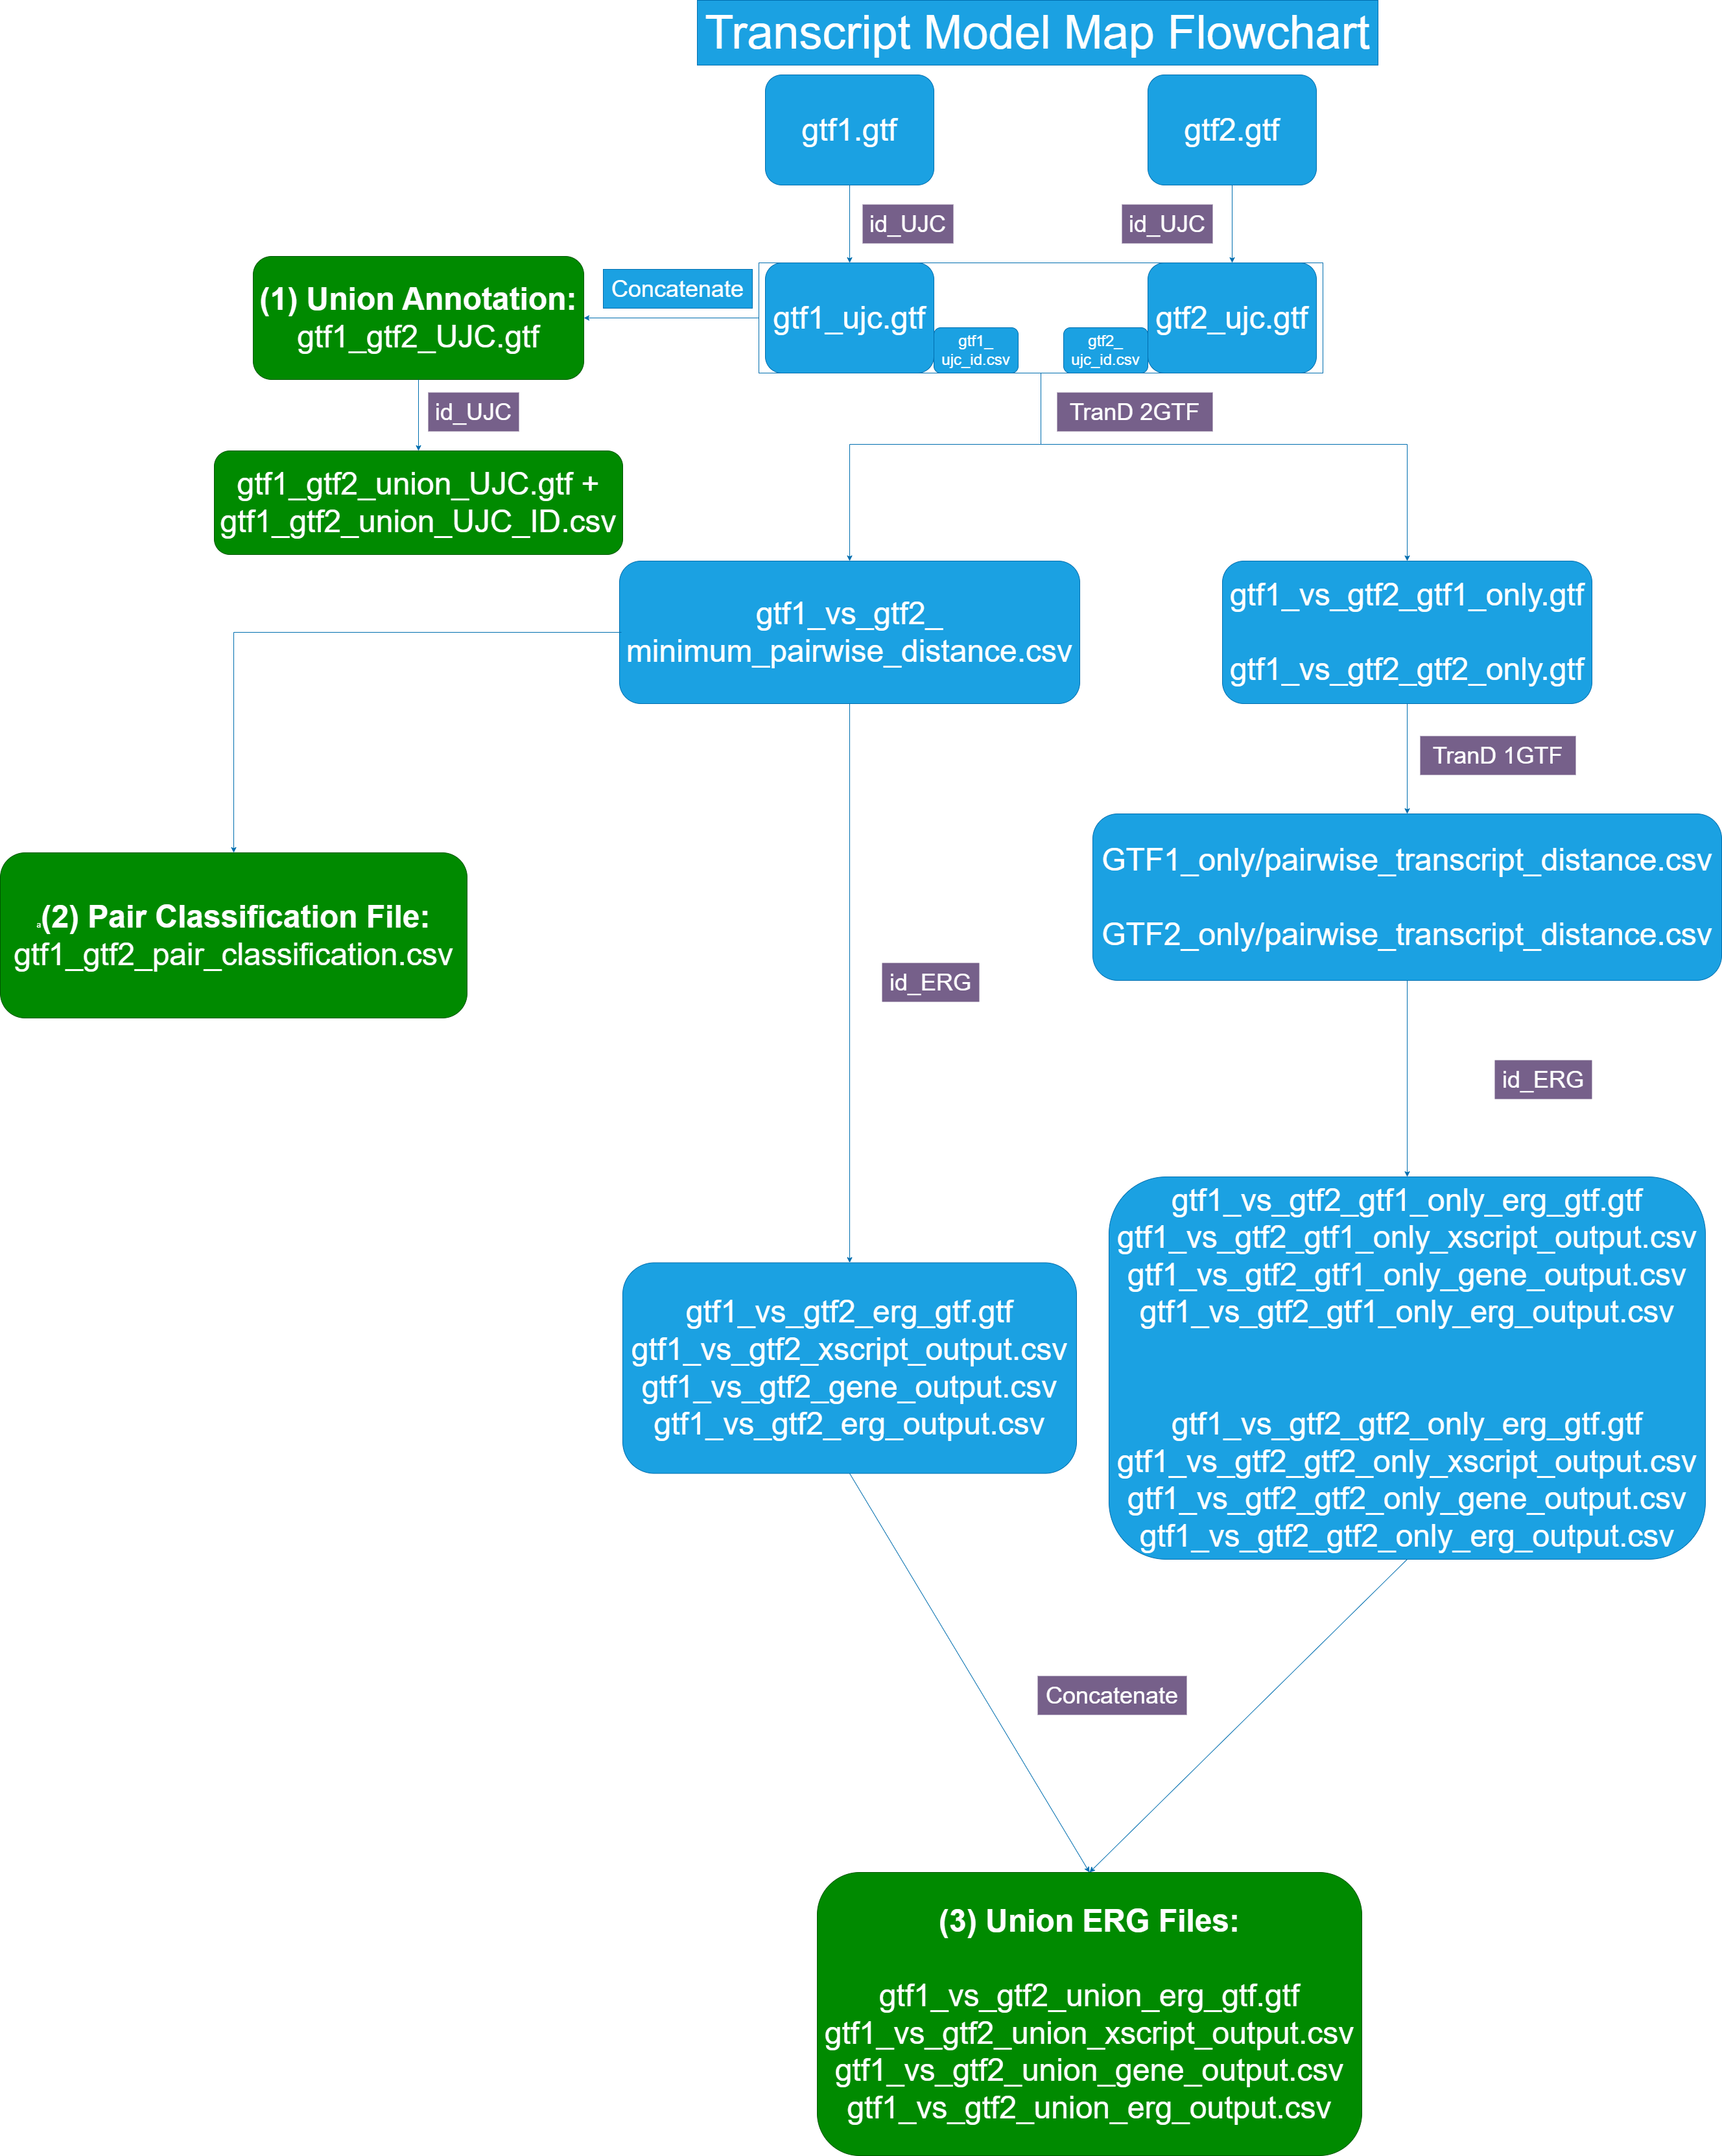 Transcript Model Map Flowchart
gtf1.gtf
gtf2.gtf
id_UJC
id_UJC
(1) Union Annotation:
gtf1_gtf2_UJC.gtf
Concatenate
gtf1_ujc.gtf
gtf1_
ujc_id.csv
gtf2_
ujc_id.csv
gtf2_ujc.gtf
id_UJC
TranD 2GTF
gtf1_gtf2_union_UJC.gtf +
gtf1_gtf2_union_UJC_ID.csv
gtf1_vs_gtf2_
minimum_pairwise_distance.csv
gtf1_vs_gtf2_gtf1_only.gtf
gtf1_vs_gtf2_gtf2_only.gtf
TranD 1GTF
GTF1_only/pairwise_transcript_distance.csv
GTF2_only/pairwise_transcript_distance.csv
a(2) Pair Classification File:
gtf1_gtf2_pair_classification.csv
id_ERG
id_ERG
gtf1_vs_gtf2_erg_gtf.gtf
gtf1_vs_gtf2_xscript_output.csv
gtf1_vs_gtf2_gene_output.csv
gtf1_vs_gtf2_erg_output.csv
gtf1_vs_gtf2_gtf1_only_erg_gtf.gtf
gtf1_vs_gtf2_gtf1_only_xscript_output.csv
gtf1_vs_gtf2_gtf1_only_gene_output.csv
gtf1_vs_gtf2_gtf1_only_erg_output.csv
gtf1_vs_gtf2_gtf2_only_erg_gtf.gtf
gtf1_vs_gtf2_gtf2_only_xscript_output.csv
gtf1_vs_gtf2_gtf2_only_gene_output.csv
gtf1_vs_gtf2_gtf2_only_erg_output.csv
Concatenate
(3) Union ERG Files:
gtf1_vs_gtf2_union_erg_gtf.gtf
gtf1_vs_gtf2_union_xscript_output.csv
gtf1_vs_gtf2_union_gene_output.csv
gtf1_vs_gtf2_union_erg_output.csv